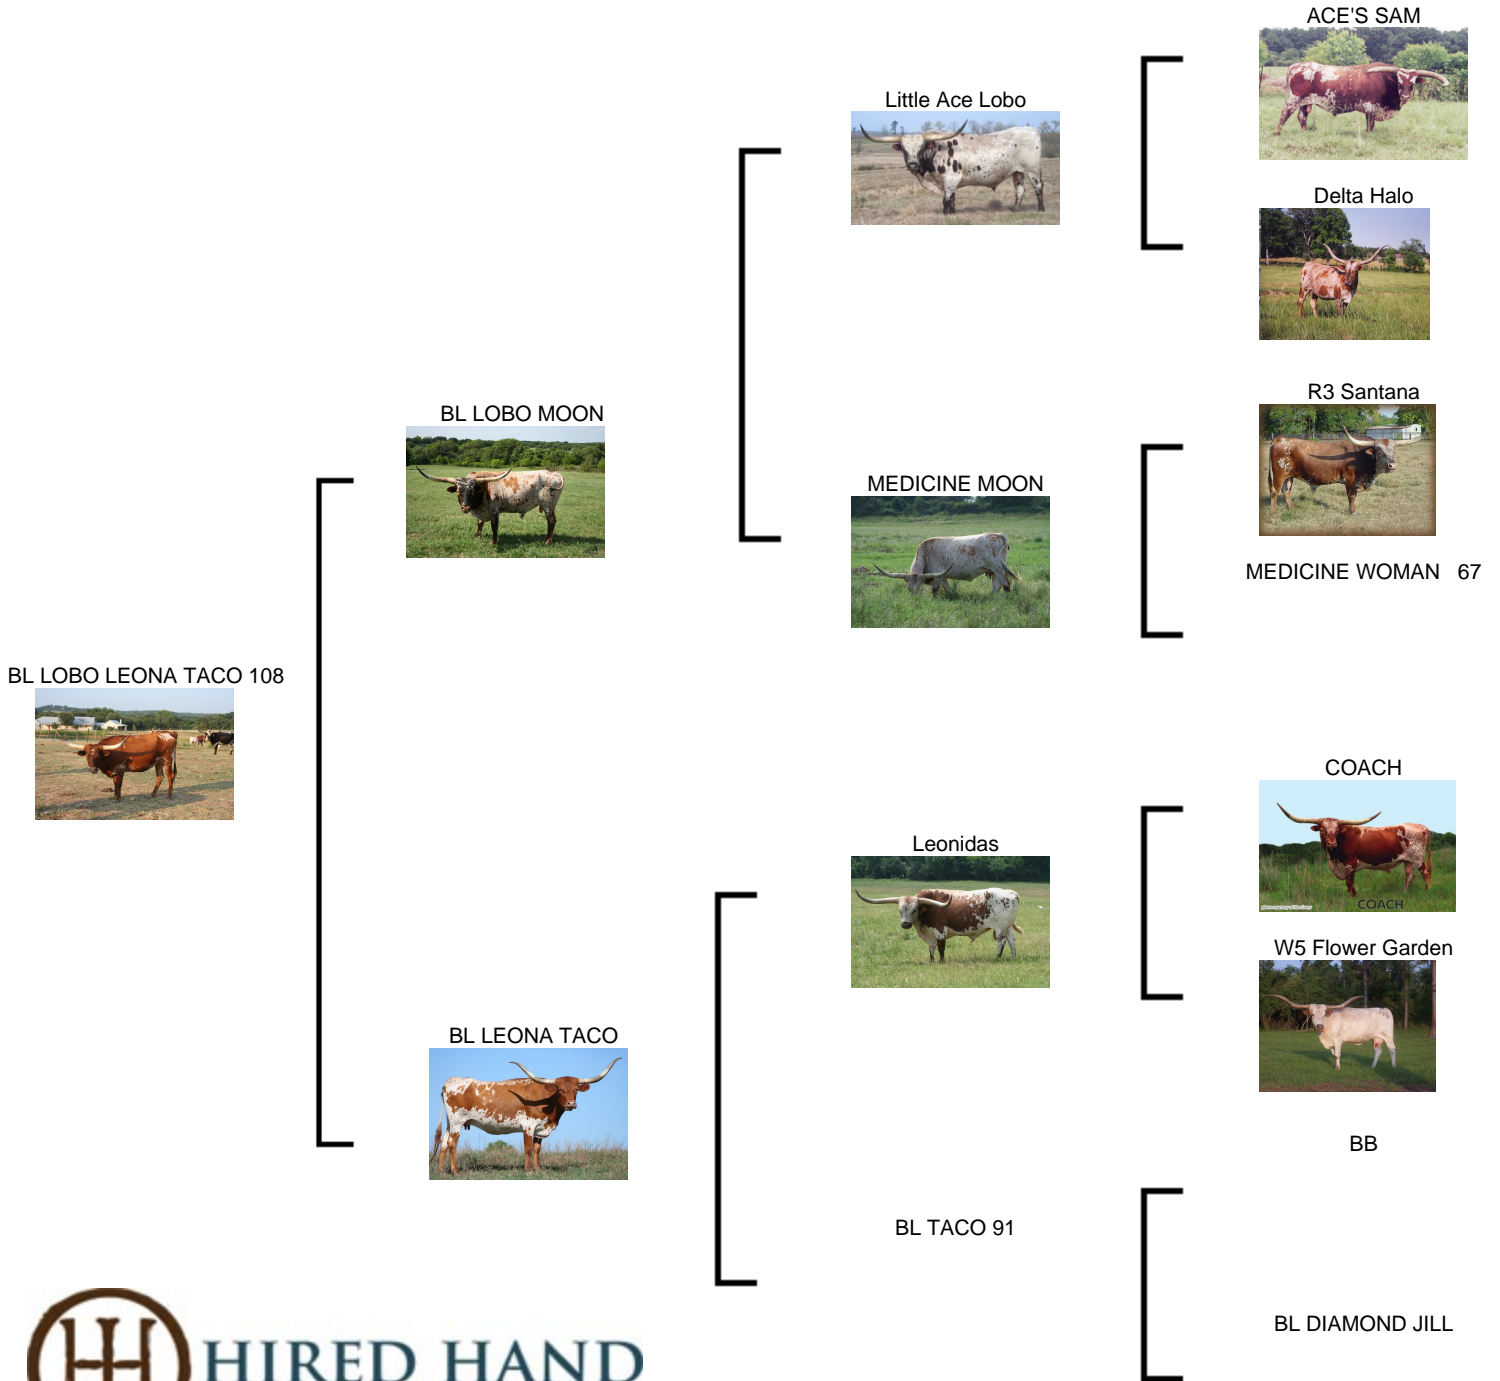 ACE'S SAM
Little Ace Lobo
Delta Halo
BL LOBO MOON
R3 Santana
MEDICINE MOON
MEDICINE WOMAN 67
BL LOBO LEONA TACO 108
COACH
COACH
Leonidas
W5 Flower Garden
BL LEONA TACO
BB
BL TACO 91
BL DIAMOND JILL
HIRED HAND